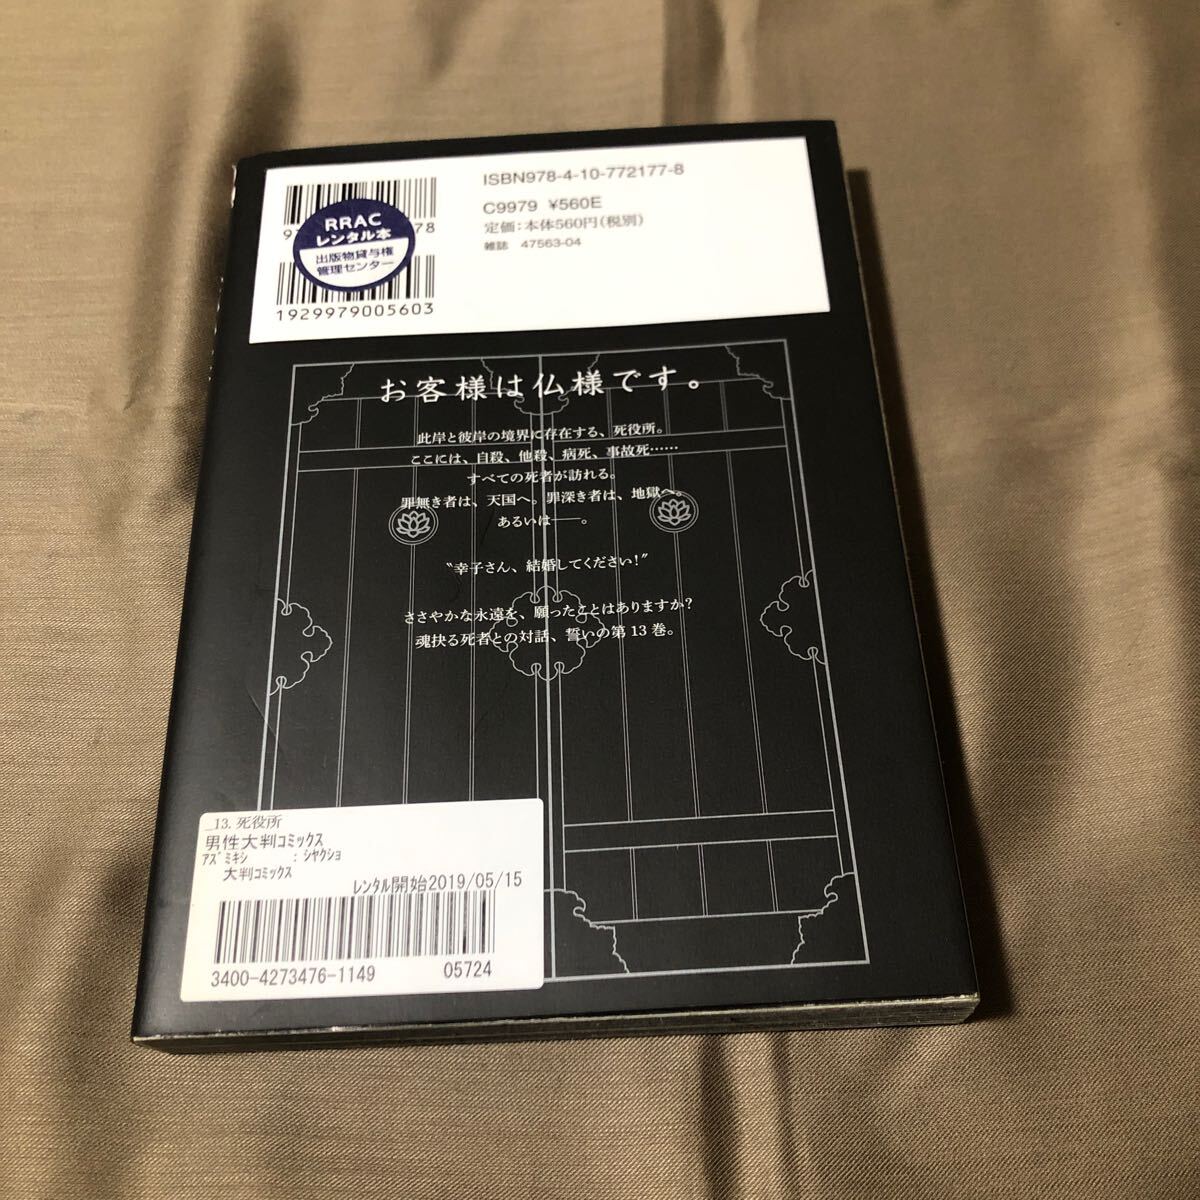 ISBN978-4-10-772177-8
C9979 ¥560E
定価：本体560円(税別)
雑誌 47563-04
RRAC
レンタル本
出版物貸与権
管理センター
9
78
1929979005603
お客様は仏様です。
此岸と彼岸の境界に存在する、死役所。
ここには、自殺、他殺、病死、事故死……
すべての死者が訪れる。
罪無き者は、天国へ。罪深き者は、地獄へ。
あるいは──。
〝幸子さん、結婚してください！〟
ささやかな永遠を、願ったことはありますか？
魂抉る死者との対話、誓いの第13巻。
_13. 死役所
男性大判コミックス
ｱｽﾞﾐｷｼ : ｼﾔｸｼｮ
大判ｺﾐｯｸｽ
ﾚﾝﾀﾙ開始2019/05/15
3400-4273476-1149 05724